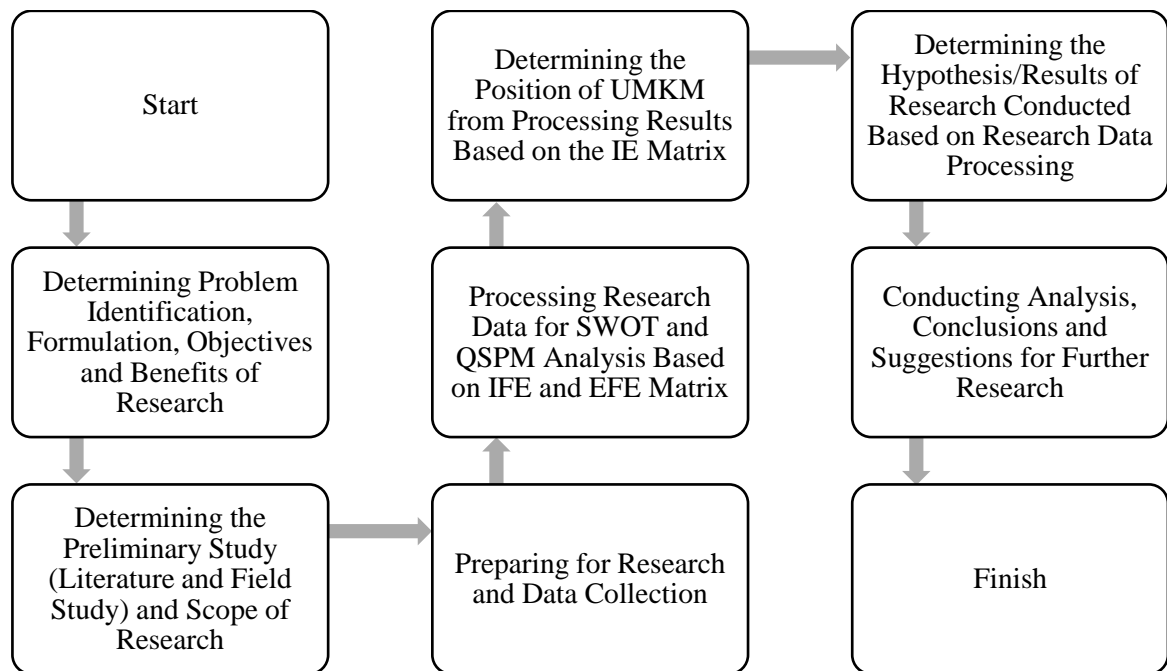 Start
Determining Problem
Identification,
Formulation, Objectives
and Benefits of
Research
Determining the
Preliminary Study
(Literature and Field
Study) and Scope of
Research
Preparing for Research
and Data Collection
Processing Research
Data for SWOT and
QSPM Analysis Based
on IFE and EFE Matrix
Determining the
Position of UMKM
from Processing Results
Based on the IE Matrix
Determining the
Hypothesis/Results of
Research Conducted
Based on Research Data
Processing
Conducting Analysis,
Conclusions and
Suggestions for Further
Research
Finish